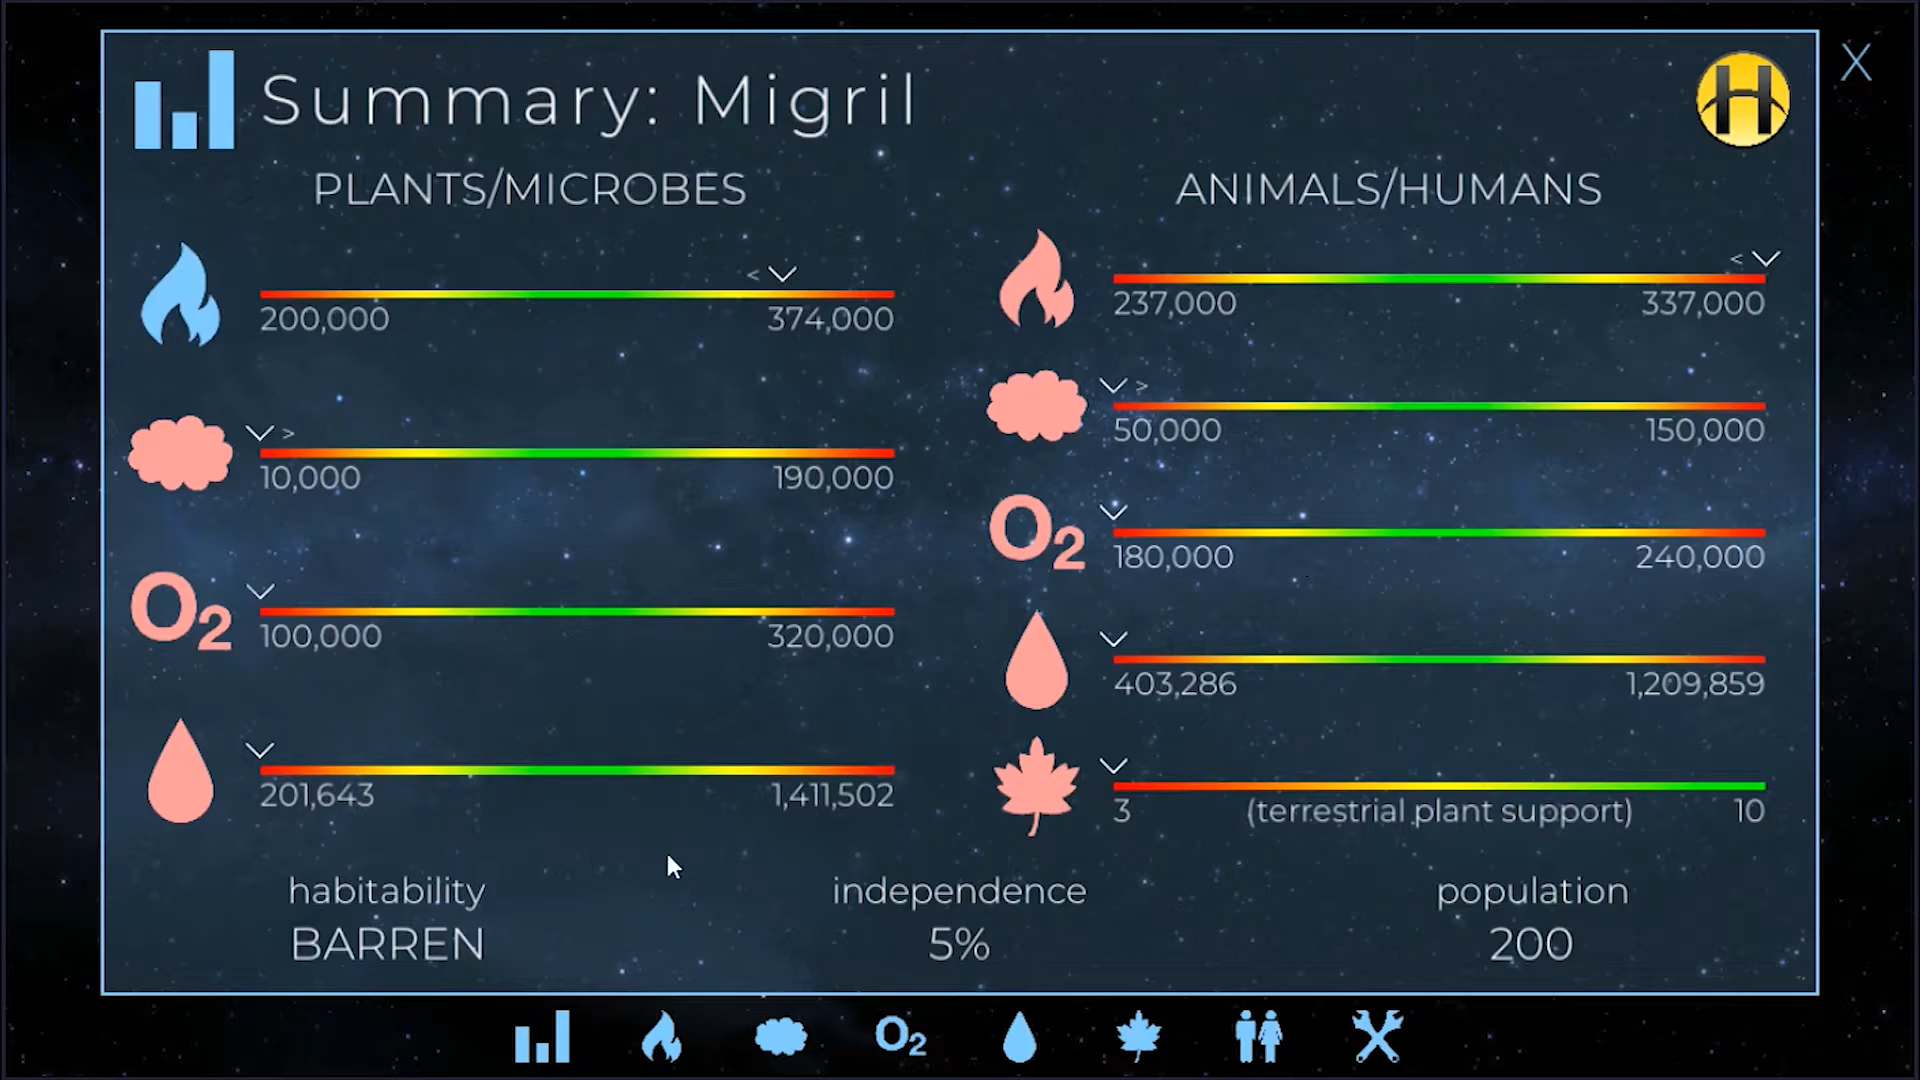 Summary: Migril
H
X
PLANTS/MICROBES
200,000
374,000
10,000
190,000
O2
100,000
320,000
201,643
1,411,502
ANIMALS/HUMANS
237,000
337,000
50,000
150,000
O2
180,000
240,000
403,286
1,209,859
3
(terrestrial plant support)
10
habitability
BARREN
independence
5%
population
200
O2